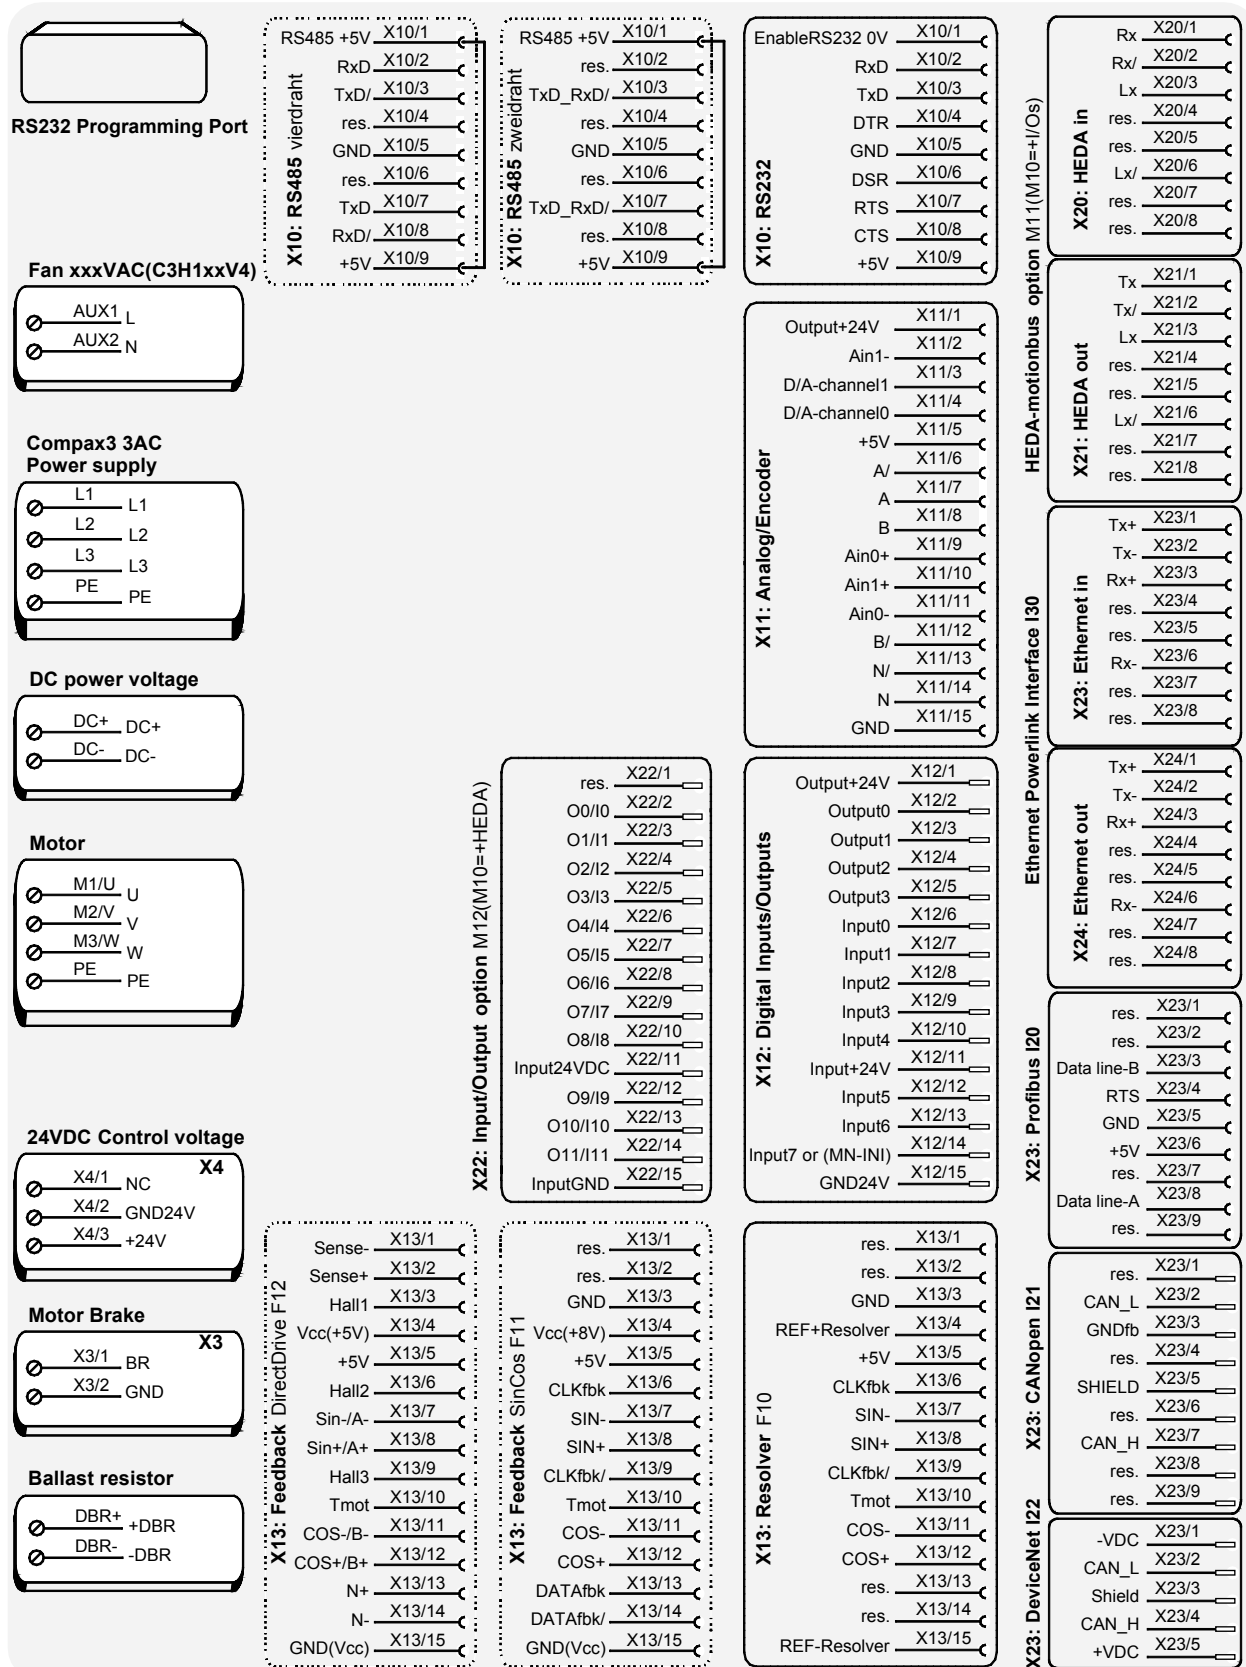 RS232 Programming Port
Fan xxxVAC(C3H1xxV4)
AUX1 L
AUX2 N
Compax3 3AC
Power supply
L1 L1
L2 L2
L3 L3
PE PE
DC power voltage
DC+ DC+
DC- DC-
Motor
M1/U U
M2/V V
M3/W W
PE PE
24VDC Control voltage
X4
X4/1 NC
X4/2 GND24V
X4/3 +24V
Motor Brake
X3
X3/1 BR
X3/2 GND
Ballast resistor
DBR+ +DBR
DBR- -DBR
X10: RS485 vierdraht
RS485 +5V X10/1
RxD X10/2
TxD/ X10/3
res. X10/4
GND X10/5
res. X10/6
TxD X10/7
RxD/ X10/8
+5V X10/9
X10: RS485 zweidraht
RS485 +5V X10/1
res. X10/2
TxD_RxD/ X10/3
res. X10/4
GND X10/5
res. X10/6
TxD_RxD/ X10/7
res. X10/8
+5V X10/9
X10: RS232
EnableRS232 0V X10/1
RxD X10/2
TxD X10/3
DTR X10/4
GND X10/5
DSR X10/6
RTS X10/7
CTS X10/8
+5V X10/9
X11: Analog/Encoder
Output+24V X11/1
Ain1- X11/2
D/A-channel1 X11/3
D/A-channel0 X11/4
+5V X11/5
A/ X11/6
A X11/7
B X11/8
Ain0+ X11/9
Ain1+ X11/10
Ain0- X11/11
B/ X11/12
N/ X11/13
N X11/14
GND X11/15
X22: Input/Output option M12(M10=+HEDA)
res. X22/1
O0/I0 X22/2
O1/I1 X22/3
O2/I2 X22/4
O3/I3 X22/5
O4/I4 X22/6
O5/I5 X22/7
O6/I6 X22/8
O7/I7 X22/9
O8/I8 X22/10
Input24VDC X22/11
O9/I9 X22/12
O10/I10 X22/13
O11/I11 X22/14
InputGND X22/15
X12: Digital Inputs/Outputs
Output+24V X12/1
Output0 X12/2
Output1 X12/3
Output2 X12/4
Output3 X12/5
Input0 X12/6
Input1 X12/7
Input2 X12/8
Input3 X12/9
Input4 X12/10
Input+24V X12/11
Input5 X12/12
Input6 X12/13
Input7 or (MN-INI) X12/14
GND24V X12/15
X13: Feedback DirectDrive F12
Sense- X13/1
Sense+ X13/2
Hall1 X13/3
Vcc(+5V) X13/4
+5V X13/5
Hall2 X13/6
Sin-/A- X13/7
Sin+/A+ X13/8
Hall3 X13/9
Tmot X13/10
COS-/B- X13/11
COS+/B+ X13/12
N+ X13/13
N- X13/14
GND(Vcc) X13/15
X13: Feedback SinCos F11
res. X13/1
res. X13/2
GND X13/3
Vcc(+8V) X13/4
+5V X13/5
CLKfbk X13/6
SIN- X13/7
SIN+ X13/8
CLKfbk/ X13/9
Tmot X13/10
COS- X13/11
COS+ X13/12
DATAfbk X13/13
DATAfbk/ X13/14
GND(Vcc) X13/15
X13: Resolver F10
res. X13/1
res. X13/2
GND X13/3
REF+Resolver X13/4
+5V X13/5
CLKfbk X13/6
SIN- X13/7
SIN+ X13/8
CLKfbk/ X13/9
Tmot X13/10
COS- X13/11
COS+ X13/12
res. X13/13
res. X13/14
REF-Resolver X13/15
HEDA-motionbus option M11(M10=+I/Os)
X20: HEDA in
Rx X20/1
Rx/ X20/2
Lx X20/3
res. X20/4
res. X20/5
Lx/ X20/6
res. X20/7
res. X20/8
X21: HEDA out
Tx X21/1
Tx/ X21/2
Lx X21/3
res. X21/4
res. X21/5
Lx/ X21/6
res. X21/7
res. X21/8
Ethernet Powerlink Interface I30
X23: Ethernet in
Tx+ X23/1
Tx- X23/2
Rx+ X23/3
res. X23/4
res. X23/5
Rx- X23/6
res. X23/7
res. X23/8
X24: Ethernet out
Tx+ X24/1
Tx- X24/2
Rx+ X24/3
res. X24/4
res. X24/5
Rx- X24/6
res. X24/7
res. X24/8
X23: Profibus I20
res. X23/1
res. X23/2
Data line-B X23/3
RTS X23/4
GND X23/5
+5V X23/6
res. X23/7
Data line-A X23/8
res. X23/9
X23: CANopen I21
res. X23/1
CAN_L X23/2
GNDfb X23/3
res. X23/4
SHIELD X23/5
res. X23/6
CAN_H X23/7
res. X23/8
res. X23/9
X23: DeviceNet I22
-VDC X23/1
CAN_L X23/2
Shield X23/3
CAN_H X23/4
+VDC X23/5